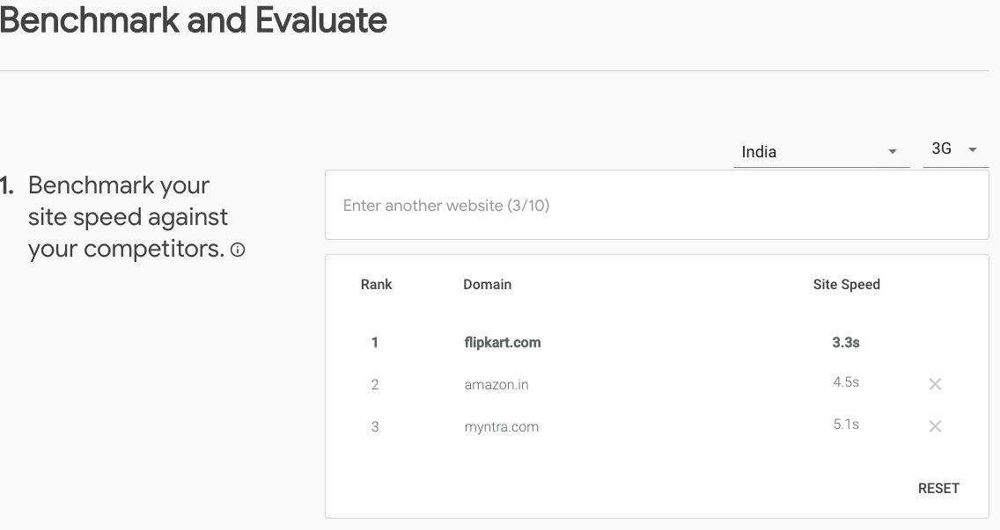 Benchmark and Evaluate
India
3G
1. Benchmark your
site speed against
your competitors.
Enter another website (3/10)
Rank Domain Site Speed
1 flipkart.com 3.3s
2 amazon.in 4.5s
3 myntra.com 5.1s
RESET